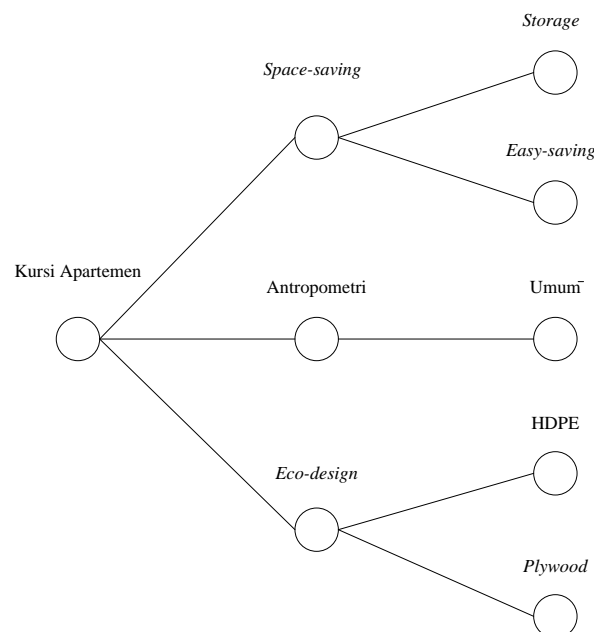 Storage
Space-saving
Easy-saving
Kursi Apartemen
Antropometri
Umum ̄
HDPE
Eco-design
Plywood